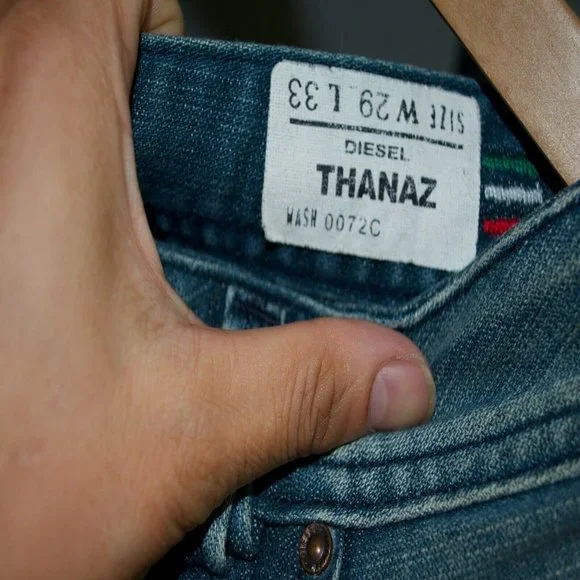 SIZE W 29 L 33
DIESEL
THANAZ
WASH 0072C